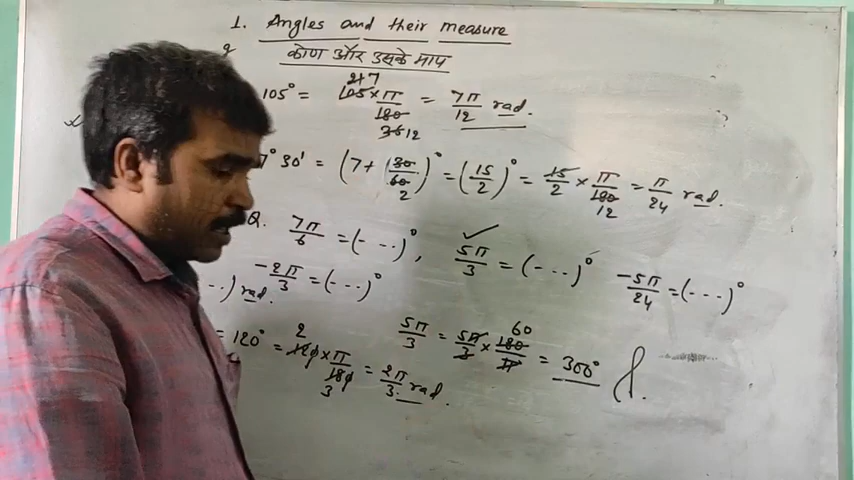 1. Angles and their measure
कोण और उसके माप
105° = 105 × π/180 = 7π/12 rad.
7° 30' = (7 + 30/60)° = (15/2)° = 15/2 × π/180 = π/24 rad.
Q. 7π/6 = (- - - -)°, 5π/3 = (- - - -)° -5π/24 = (- - - -)°
-2π/3 = (- - - -)°
..) rad.
= 120° = 120 × π/180 = 2π/3 rad.
5π/3 = 5π/3 × 180/π = 300°